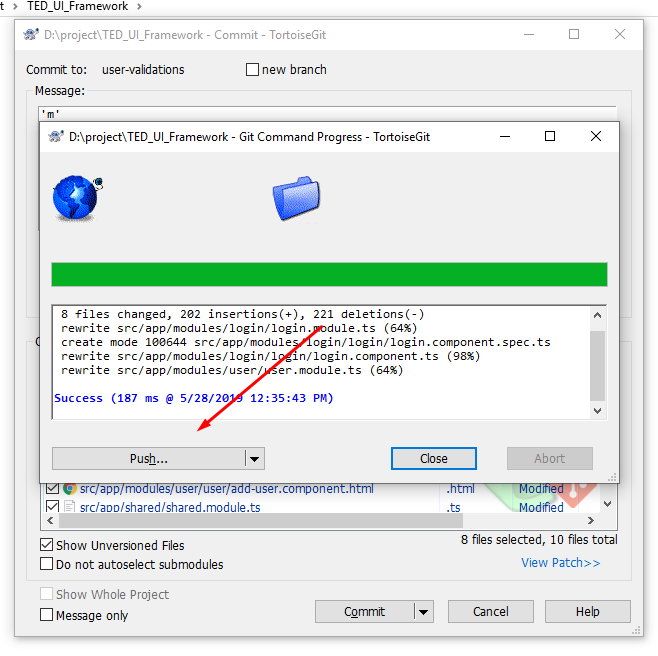 t > TED_UI_Framework >
D:\project\TED_UI_Framework - Commit - TortoiseGit
Commit to: user-validations new branch
Message:
'm'
D:\project\TED_UI_Framework - Git Command Progress - TortoiseGit
8 files changed, 202 insertions(+), 221 deletions(-)
rewrite src/app/modules/login/login.module.ts (64%)
create mode 100644 src/app/modules/login/login/login.component.spec.ts
rewrite src/app/modules/login/login/login.component.ts (98%)
rewrite src/app/modules/user/user.module.ts (64%)
Success (187 ms @ 5/28/2019 12:35:43 PM)
Push... Close Abort
src/app/modules/user/user/add-user.component.html .html Modified
src/app/shared/shared.module.ts .ts Modified
Show Unversioned Files 8 files selected, 10 files total
Do not autoselect submodules View Patch>>
Show Whole Project
Message only Commit Cancel Help